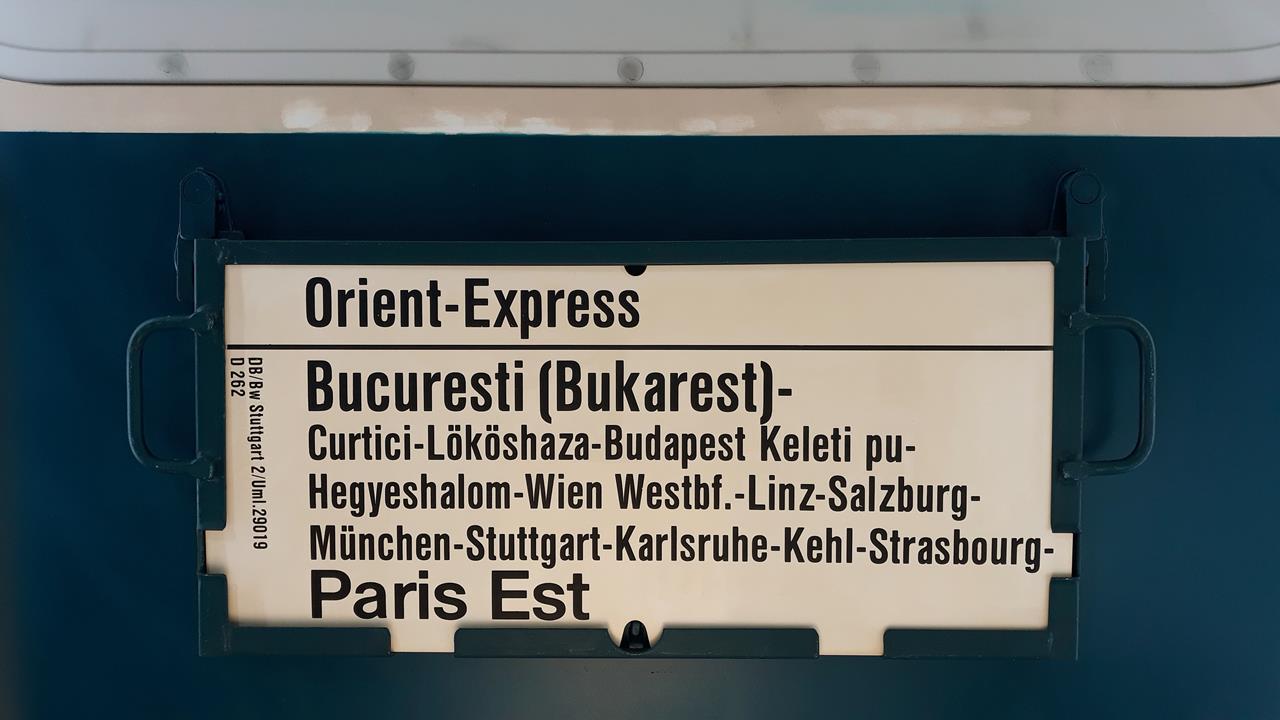 Orient-Express
Bucuresti (Bukarest)-
Curtici-Lököshaza-Budapest Keleti pu-
Hegyeshalom-Wien Westbf.-Linz-Salzburg-
München-Stuttgart-Karlsruhe-Kehl-Strasbourg-
Paris Est
DB/Bw Stuttgart 2/Uml.29019
D 262